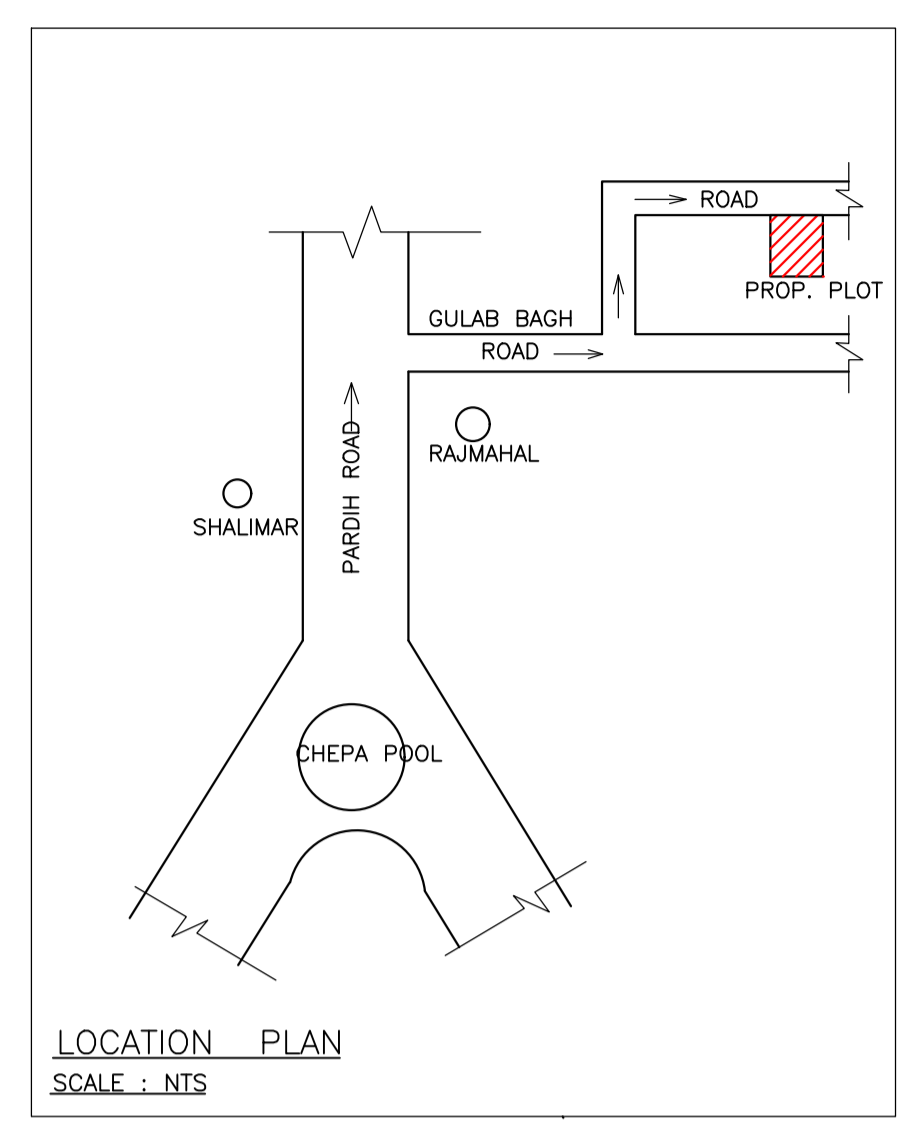 ROAD
PROP. PLOT
GULAB BAGH
ROAD
RAJMAHAL
PARDIH ROAD
SHALIMAR
CHEPA POOL
LOCATION PLAN
SCALE : NTS